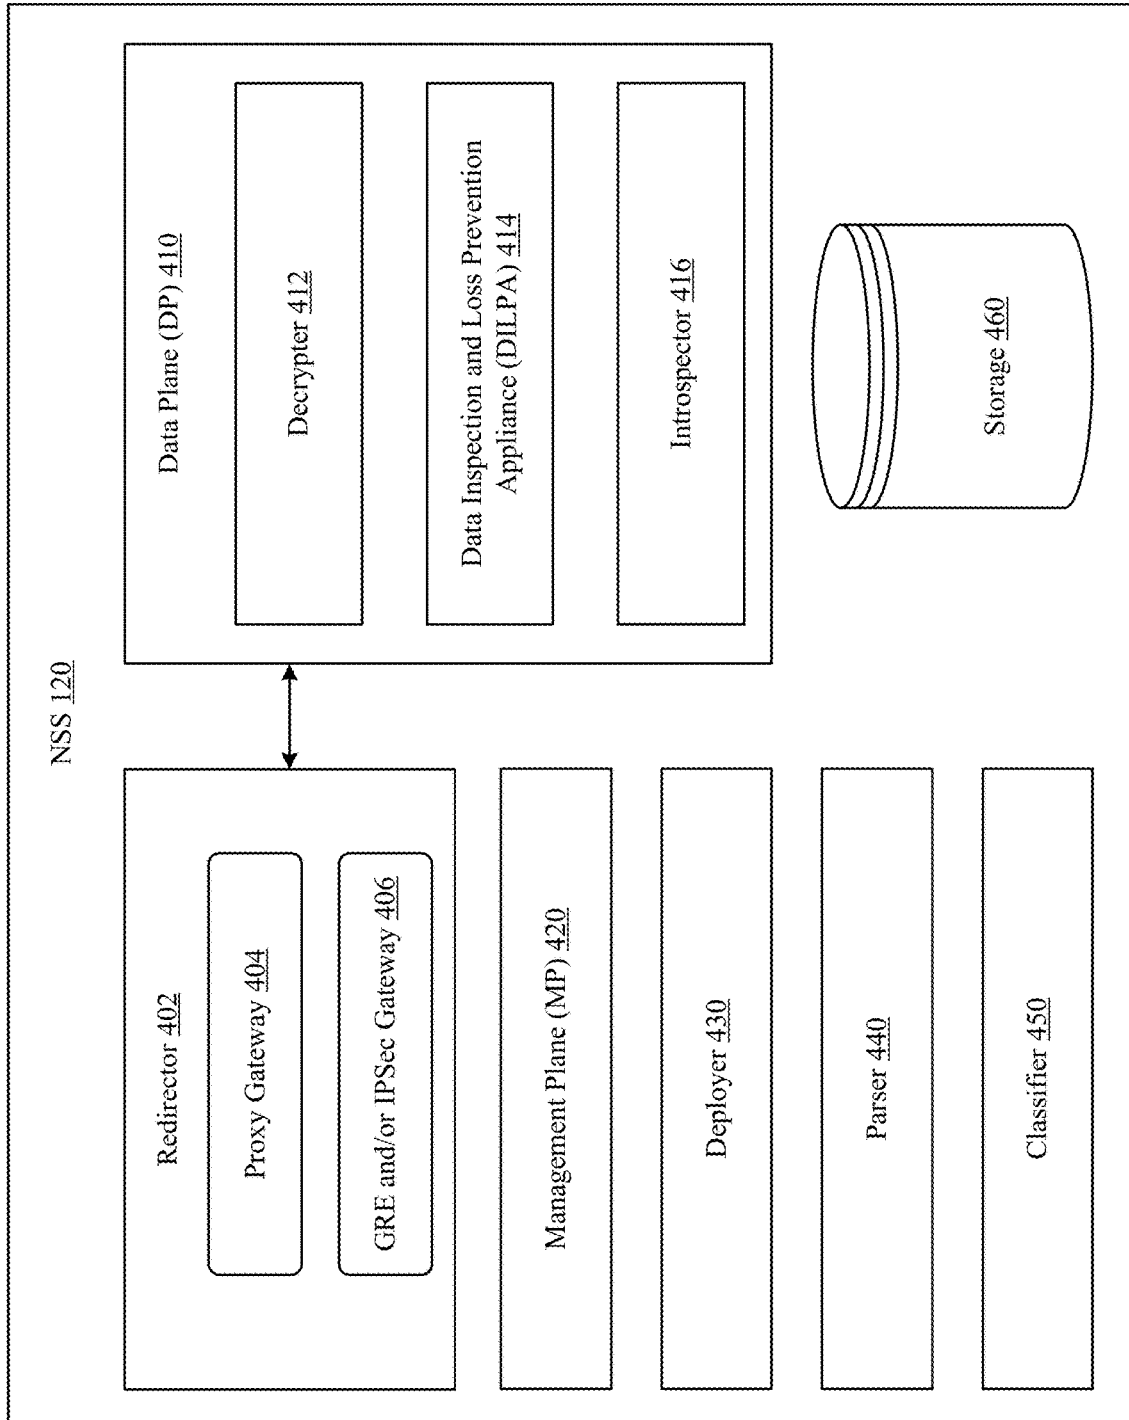 NSS 120
Redirector 402
Proxy Gateway 404
GRE and/or IPSec Gateway 406
Management Plane (MP) 420
Deployer 430
Parser 440
Classifier 450
Data Plane (DP) 410
Decrypter 412
Data Inspection and Loss Prevention
Appliance (DILPA) 414
Introspector 416
Storage 460